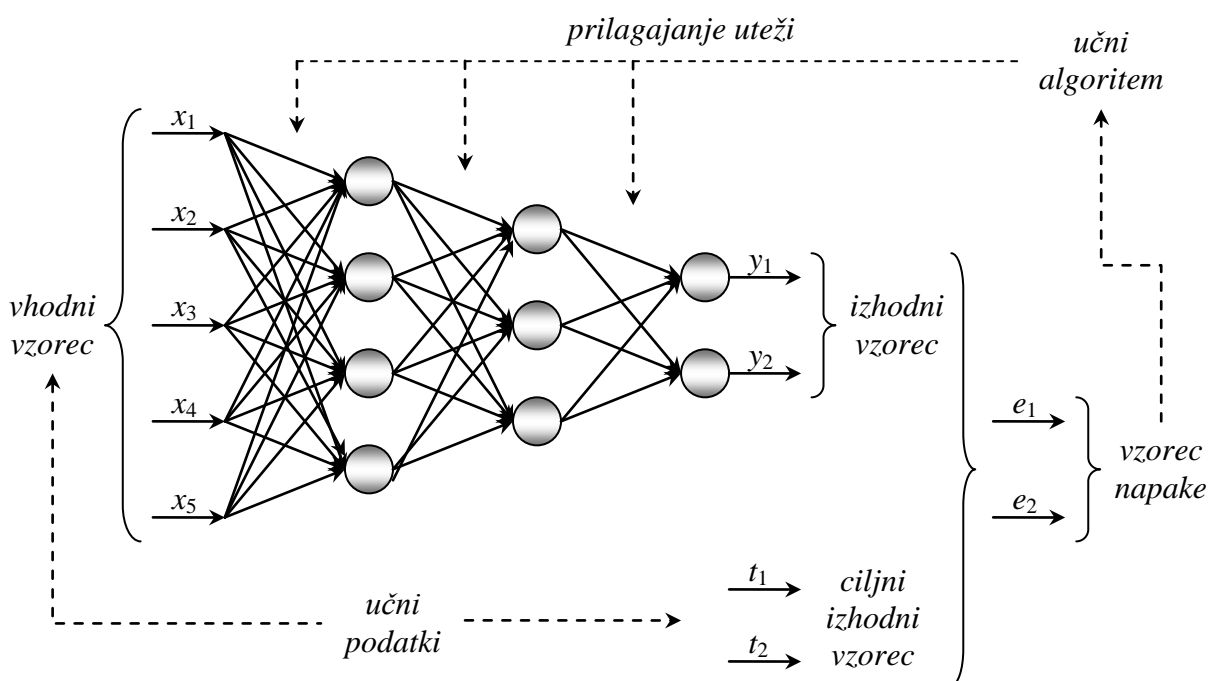 prilagajanje uteži
učni
algoritem
x1
x2
x3
x4
x5
vhodni
vzorec
y1
y2
izhodni
vzorec
e1
e2
vzorec
napake
učni
podatki
t1
t2
ciljni
izhodni
vzorec